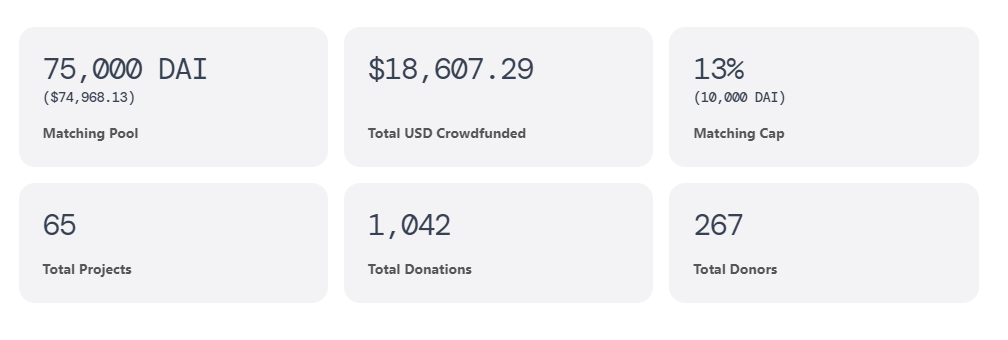 75,000 DAI
($74,968.13)
Matching Pool
$18,607.29
Total USD Crowdfunded
13%
(10,000 DAI)
Matching Cap
65
Total Projects
1,042
Total Donations
267
Total Donors